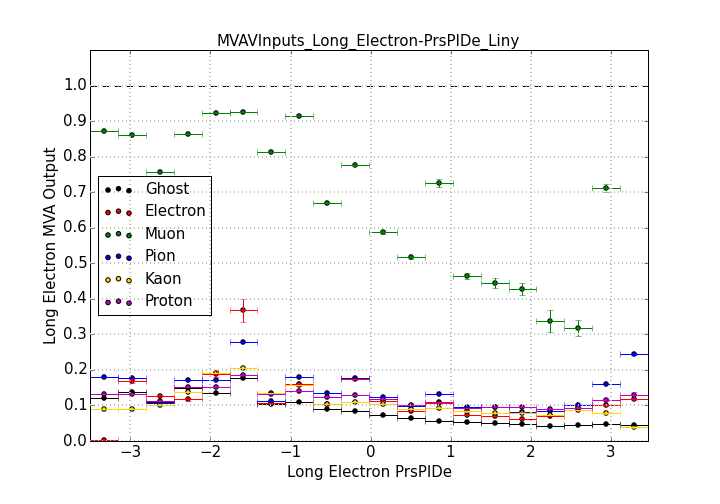 MVAVInputs_Long_Electron-PrsPIDe_Liny
1.0
0.9
0.8
0.7
0.6
0.5
0.4
0.3
0.2
0.1
0.0
Long Electron MVA Output
Ghost
Electron
Muon
Pion
Kaon
Proton
−3 −2 −1 0 1 2 3
Long Electron PrsPIDe